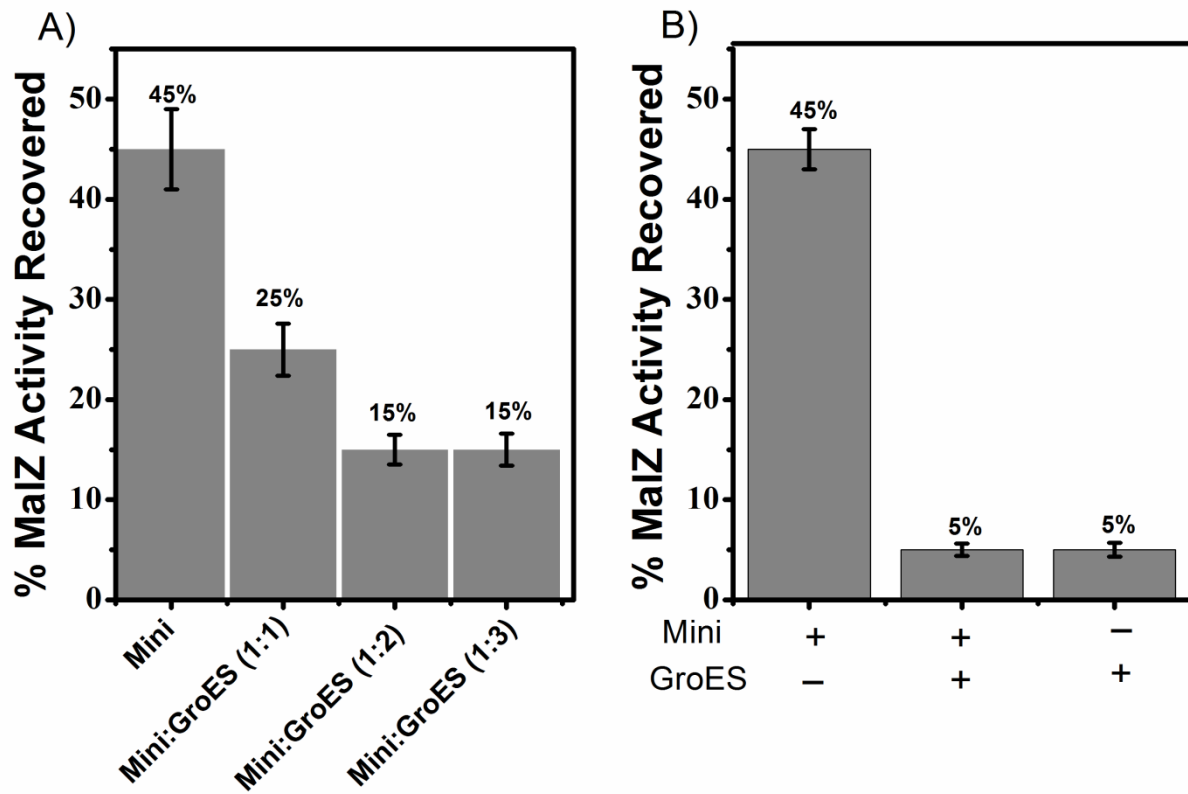 A)
% MalZ Activity Recovered
50
40
30
20
10
0
45%
25%
15%
15%
Mini
Mini:GroES (1:1)
Mini:GroES (1:2)
Mini:GroES (1:3)
B)
% MalZ Activity Recovered
50
40
30
20
10
0
45%
5%
5%
Mini + + −
GroES − + +